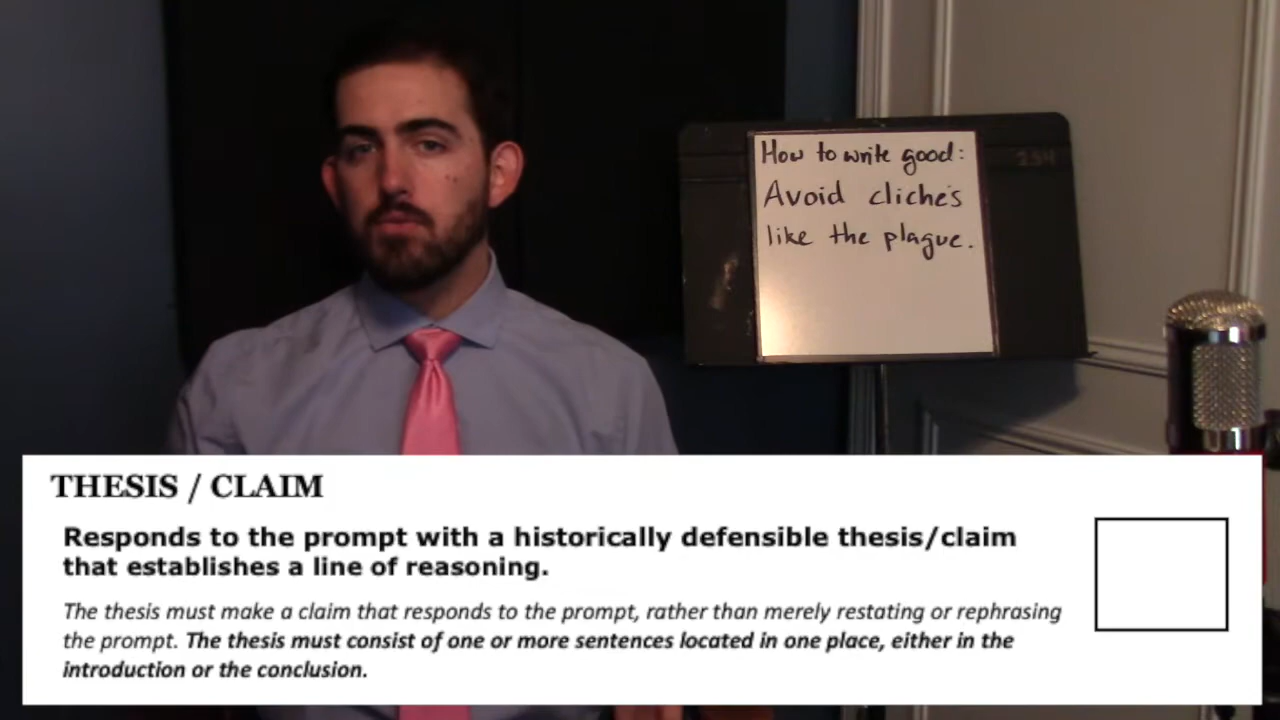 How to write good:
Avoid cliche's
like the plague.
234
THESIS / CLAIM
Responds to the prompt with a historically defensible thesis/claim
that establishes a line of reasoning.
The thesis must make a claim that responds to the prompt, rather than merely restating or rephrasing
the prompt. The thesis must consist of one or more sentences located in one place, either in the
introduction or the conclusion.